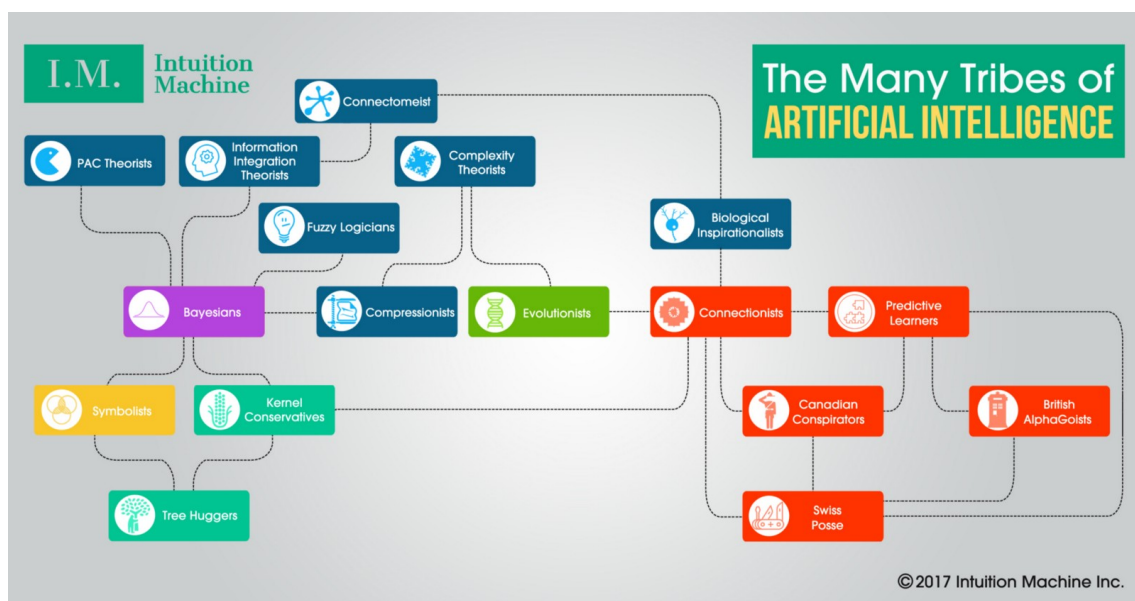 I.M.
Intuition
Machine
The Many Tribes of
ARTIFICIAL INTELLIGENCE
Connectomeist
PAC Theorists
Information
Integration
Theorists
Complexity
Theorists
Fuzzy Logicians
Biological
Inspirationalists
Bayesians
Compressionists
Evolutionists
Connectionists
Predictive
Learners
Symbolists
Kernel
Conservatives
Canadian
Conspirators
British
AlphaGoists
Tree Huggers
Swiss
Posse
©2017 Intuition Machine Inc.